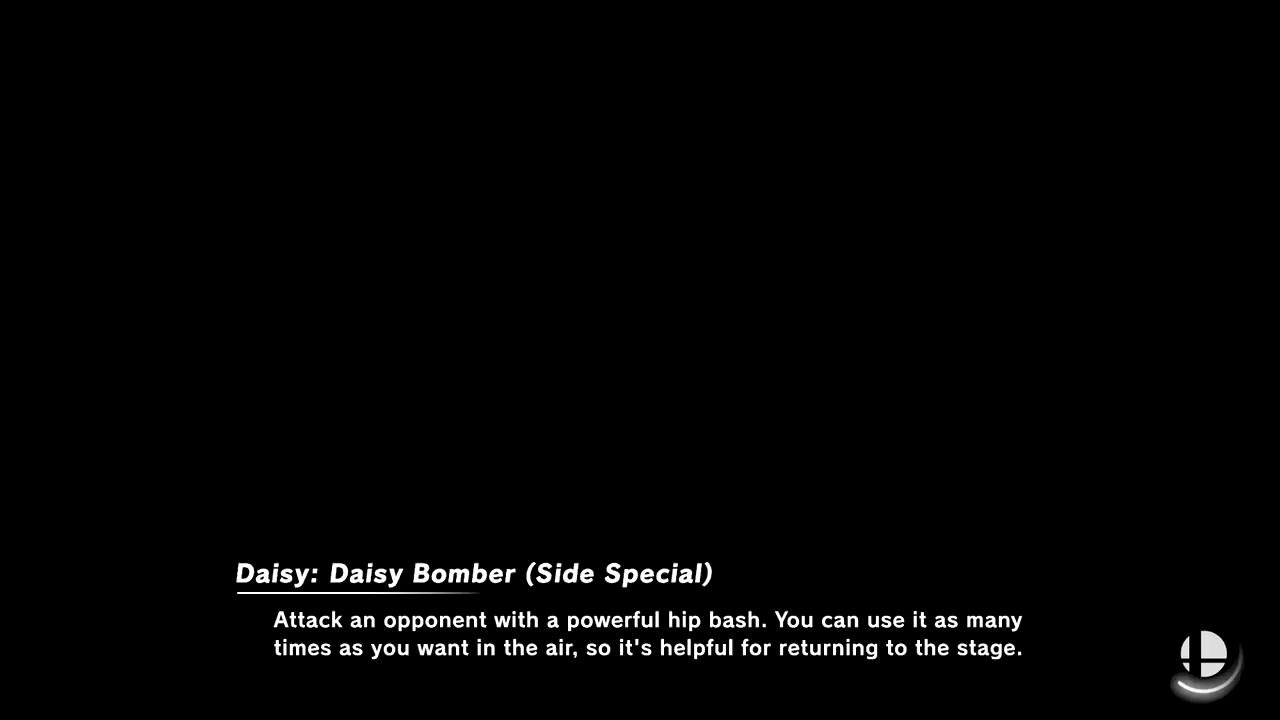 Daisy: Daisy Bomber (Side Special)
Attack an opponent with a powerful hip bash. You can use it as many
times as you want in the air, so it's helpful for returning to the stage.